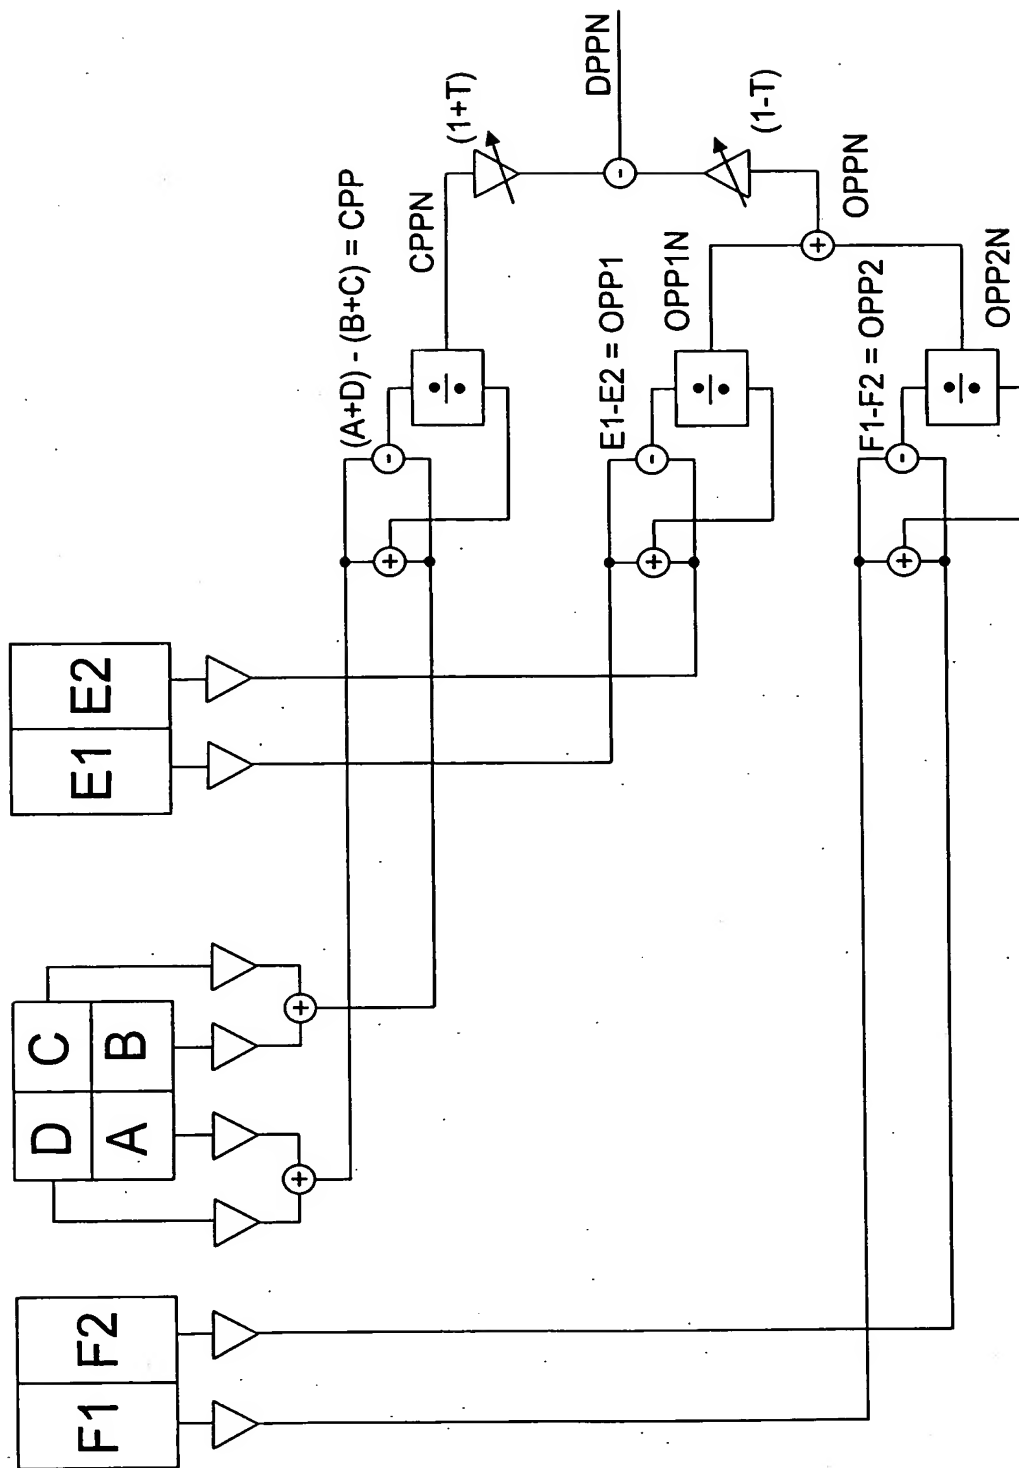 F1 F2
D C
A B
E1 E2
+
+
+
-
(A+D) - (B+C) = CPP
÷
CPPN
(1+T)
+
-
E1-E2 = OPP1
÷
OPP1N
+
-
F1-F2 = OPP2
÷
OPP2N
+
OPPN
(1-T)
-
DPPN